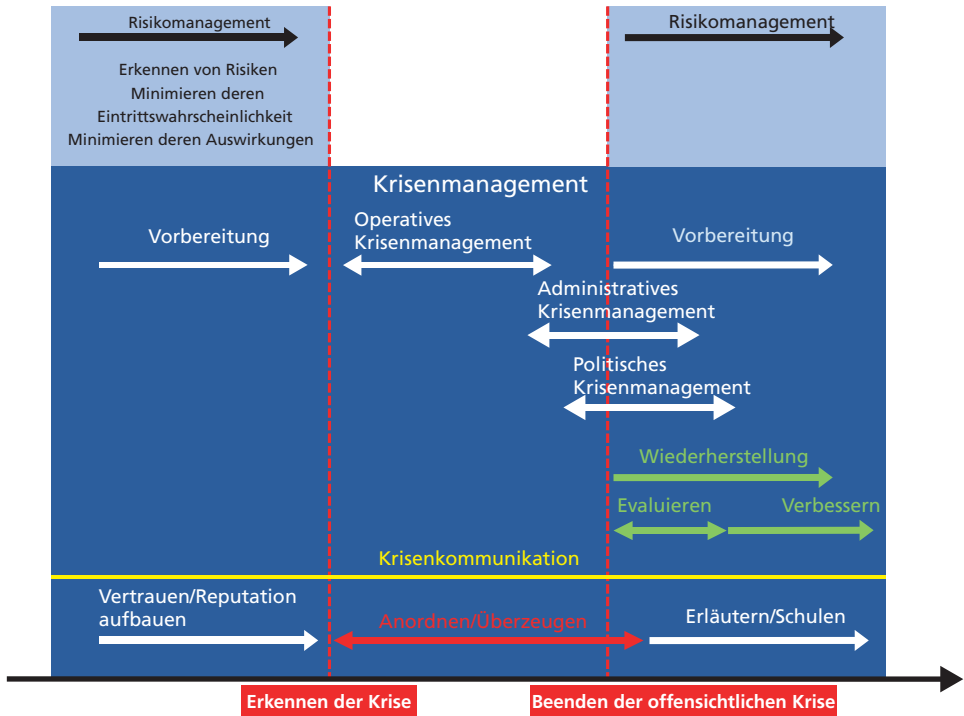 Risikomanagement
Erkennen von Risiken
Minimieren deren
Eintrittswahrscheinlichkeit
Minimieren deren Auswirkungen
Risikomanagement
Krisenmanagement
Vorbereitung
Operatives
Krisenmanagement
Vorbereitung
Administratives
Krisenmanagement
Politisches
Krisenmanagement
Wiederherstellung
Evaluieren
Verbessern
Krisenkommunikation
Vertrauen/Reputation
aufbauen
Anordnen/Überzeugen
Erläutern/Schulen
Erkennen der Krise
Beenden der offensichtlichen Krise